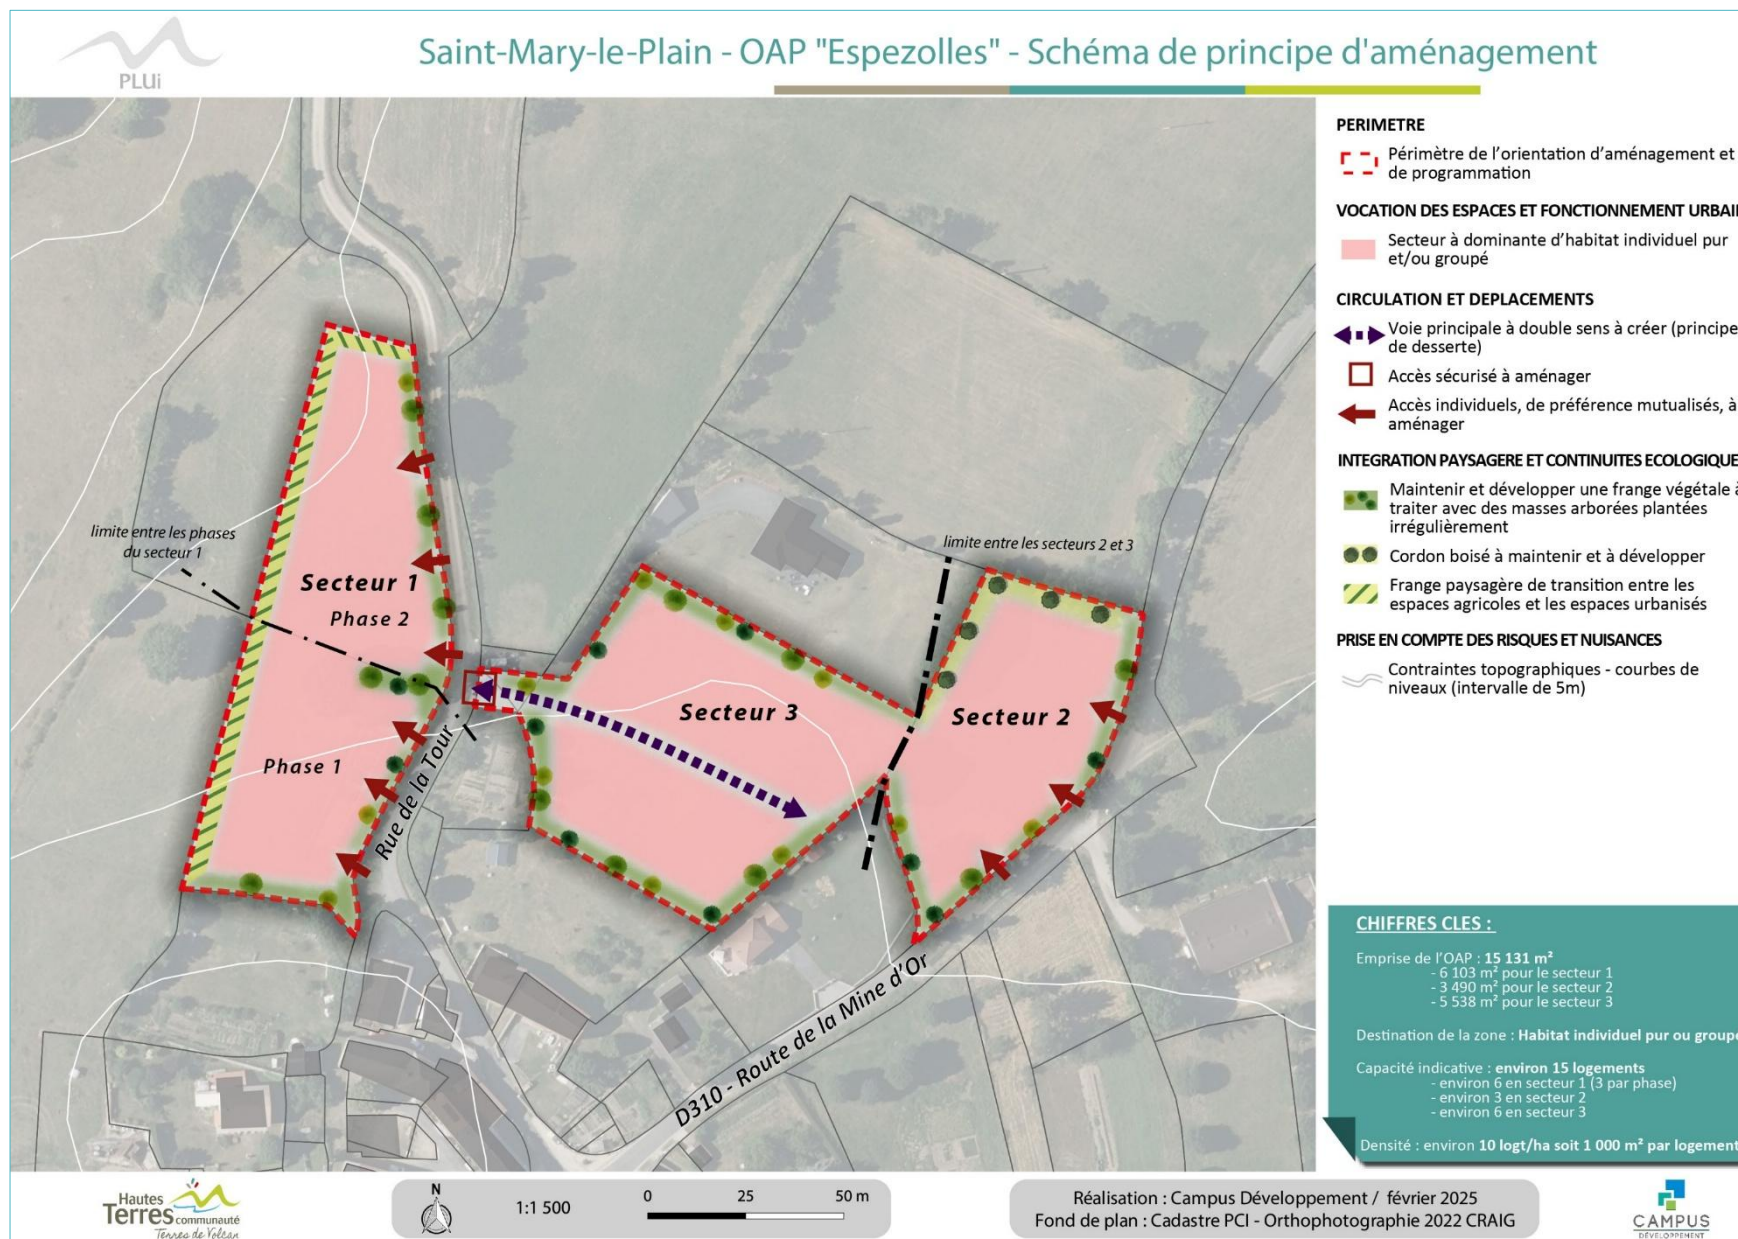 PLUi
Saint-Mary-le-Plain - OAP "Espezolles" - Schéma de principe d'aménagement
PERIMETRE
Périmètre de l'orientation d'aménagement et
de programmation
VOCATION DES ESPACES ET FONCTIONNEMENT URBAI
Secteur à dominante d'habitat individuel pur
et/ou groupé
CIRCULATION ET DEPLACEMENTS
Voie principale à double sens à créer (principe
de desserte)
Accès sécurisé à aménager
Accès individuels, de préférence mutualisés, à
aménager
INTEGRATION PAYSAGERE ET CONTINUITES ECOLOGIQUE
Maintenir et développer une frange végétale à
traiter avec des masses arborées plantées
irrégulièrement
Cordon boisé à maintenir et à développer
Frange paysagère de transition entre les
espaces agricoles et les espaces urbanisés
PRISE EN COMPTE DES RISQUES ET NUISANCES
Contraintes topographiques - courbes de
niveaux (intervalle de 5m)
limite entre les phases
du secteur 1
limite entre les secteurs 2 et 3
Secteur 1
Phase 2
Secteur 3
Secteur 2
Phase 1
Rue de la Tour
D310 - Route de la Mine d'Or
CHIFFRES CLES :
Emprise de l'OAP : 15 131 m²
- 6 103 m² pour le secteur 1
- 3 490 m² pour le secteur 2
- 5 538 m² pour le secteur 3
Destination de la zone : Habitat individuel pur ou groupé
Capacité indicative : environ 15 logements
- environ 6 en secteur 1 (3 par phase)
- environ 3 en secteur 2
- environ 6 en secteur 3
Densité : environ 10 logt/ha soit 1 000 m² par logement
Hautes
Terres communauté
Terres de Volcan
N
1:1 500
0 25 50 m
Réalisation : Campus Développement / février 2025
Fond de plan : Cadastre PCI - Orthophotographie 2022 CRAIG
CAMPUS
DÉVELOPPEMENT